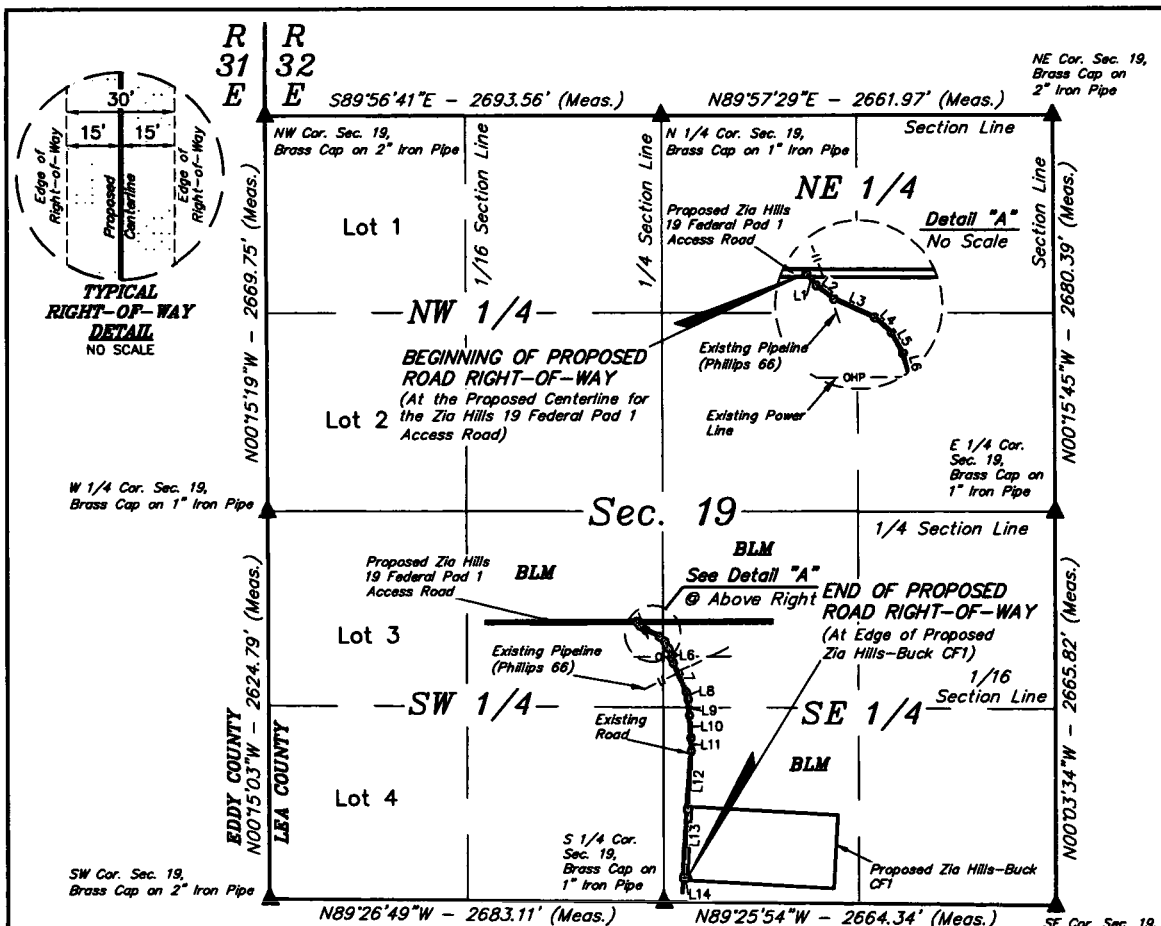 R
31
E
R
32
E
NE Cor. Sec. 19,
Brass Cap on
2" Iron Pipe
S89°56'41"E - 2693.56' (Meas.)
N89°57'29"E - 2661.97' (Meas.)
Section Line
30'
15'
15'
Edge of
Right-of-Way
Proposed
Centerline
Edge of
Right-of-Way
TYPICAL
RIGHT-OF-WAY
DETAIL
NO SCALE
NW Cor. Sec. 19,
Brass Cap on 2" Iron Pipe
1/16 Section Line
1/4 Section Line
N 1/4 Cor. Sec. 19,
Brass Cap on 1" Iron Pipe
NE 1/4
Section Line
Lot 1
Proposed Zia Hills
19 Federal Pad 1
Access Road
Detail "A"
No Scale
L1
L2
L3
L4
L5
L6
N00°15'19"W - 2669.75' (Meas.)
N00°15'45"W - 2680.39' (Meas.)
NW 1/4
BEGINNING OF PROPOSED
ROAD RIGHT-OF-WAY
(At the Proposed Centerline for
the Zia Hills 19 Federal Pad 1
Access Road)
Existing Pipeline
(Phillips 66)
OHP
Existing Power
Line
Lot 2
E 1/4 Cor.
Sec. 19,
Brass Cap on
1" Iron Pipe
W 1/4 Cor. Sec. 19,
Brass Cap on 1" Iron Pipe
Sec. 19
1/4 Section Line
Proposed Zia Hills
19 Federal Pad 1
Access Road
BLM
BLM
See Detail "A"
@ Above Right
END OF PROPOSED
ROAD RIGHT-OF-WAY
(At Edge of Proposed
Zia Hills-Buck CF1)
Lot 3
Existing Pipeline
(Phillips 66)
L6
L7
L8
L9
L10
L11
L12
L13
L14
1/16
Section Line
SW 1/4
SE 1/4
Existing
Road
BLM
Lot 4
EDDY COUNTY
LEA COUNTY
N00°15'03"W - 2624.79' (Meas.)
N00°03'34"W - 2665.82' (Meas.)
S 1/4 Cor.
Sec. 19,
Brass Cap on
1" Iron Pipe
Proposed Zia Hills-Buck
CF1
SW Cor. Sec. 19,
Brass Cap on 2" Iron Pipe
N89°26'49"W - 2683.11' (Meas.)
N89°25'54"W - 2664.34' (Meas.)
SE Cor. Sec. 19,